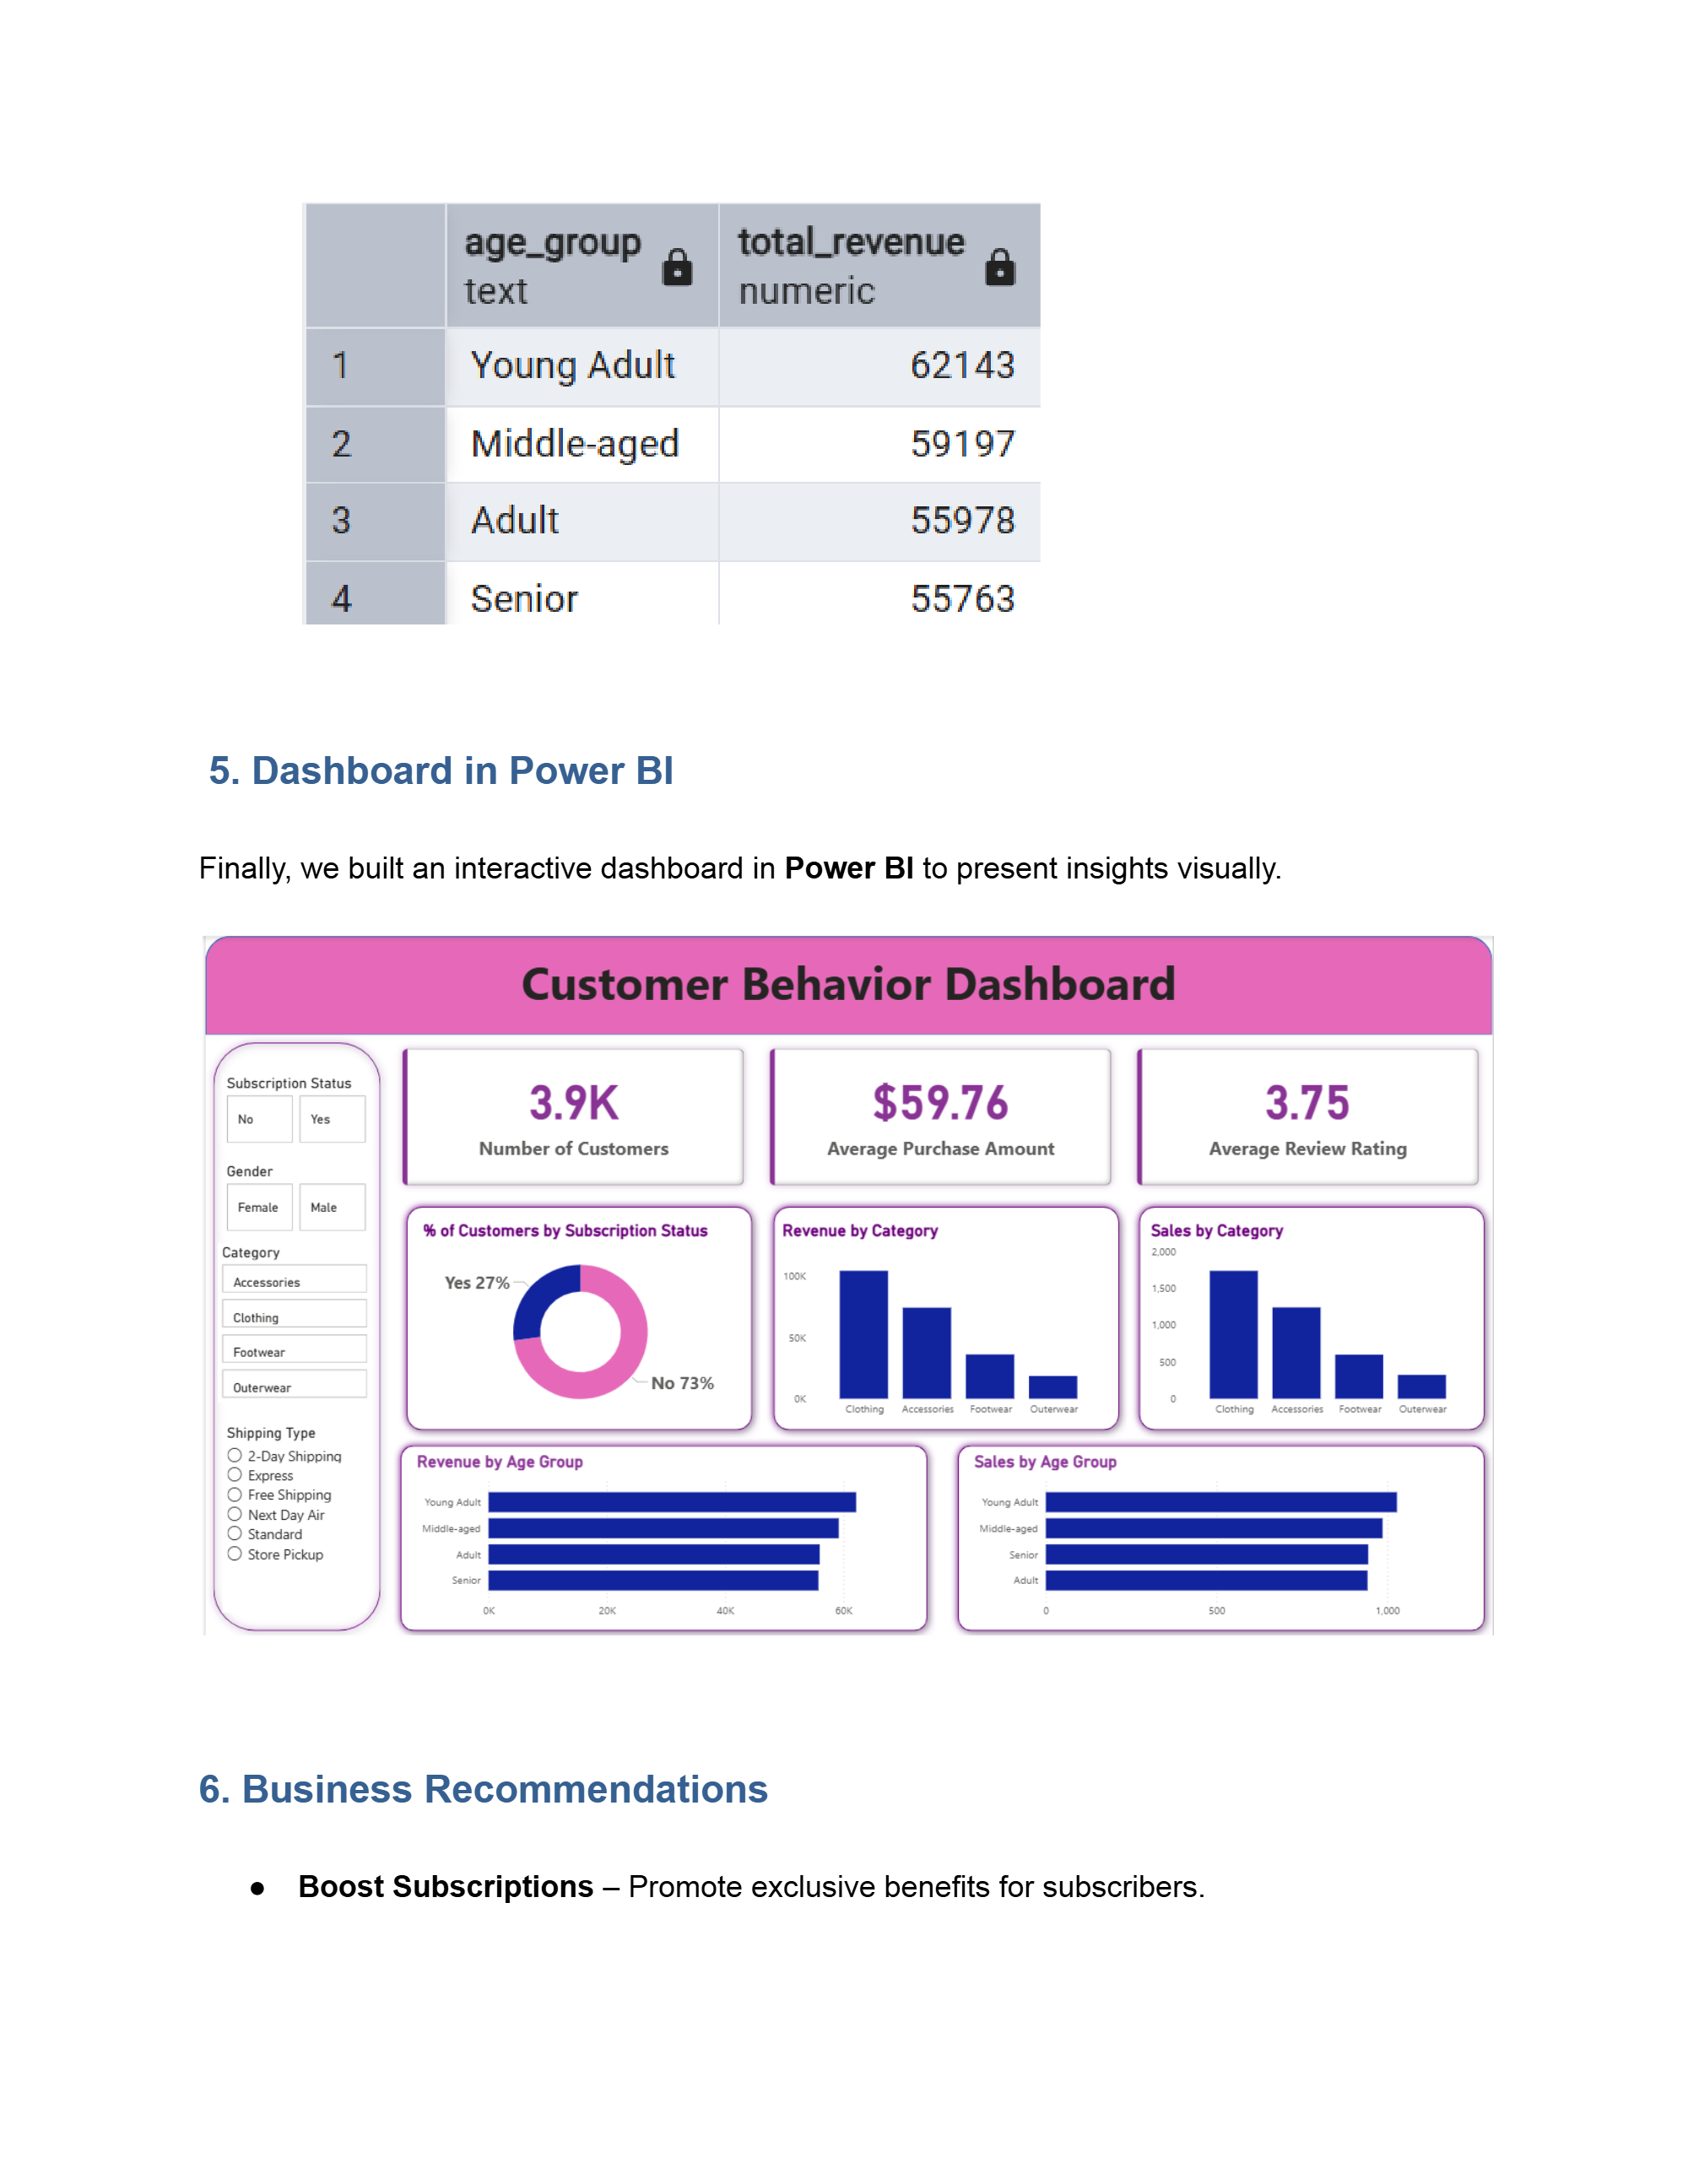 age_group total_revenue
text numeric
1 Young Adult 62143
2 Middle-aged 59197
3 Adult 55978
4 Senior 55763
5. Dashboard in Power BI
Finally, we built an interactive dashboard in Power BI to present insights visually.
Customer Behavior Dashboard
Subscription Status
No Yes
Gender
Female Male
Category
Accessories
Clothing
Footwear
Outerwear
Shipping Type
2-Day Shipping
Express
Free Shipping
Next Day Air
Standard
Store Pickup
3.9K
Number of Customers
$59.76
Average Purchase Amount
3.75
Average Review Rating
% of Customers by Subscription Status
Yes 27%
No 73%
Revenue by Category
100K
50K
0K
Clothing Accessories Footwear Outerwear
Sales by Category
2,000
1,500
1,000
500
0
Clothing Accessories Footwear Outerwear
Revenue by Age Group
Young Adult
Middle-aged
Adult
Senior
0K 20K 40K 60K
Sales by Age Group
Young Adult
Middle-aged
Senior
Adult
0 500 1,000
6. Business Recommendations
● Boost Subscriptions – Promote exclusive benefits for subscribers.